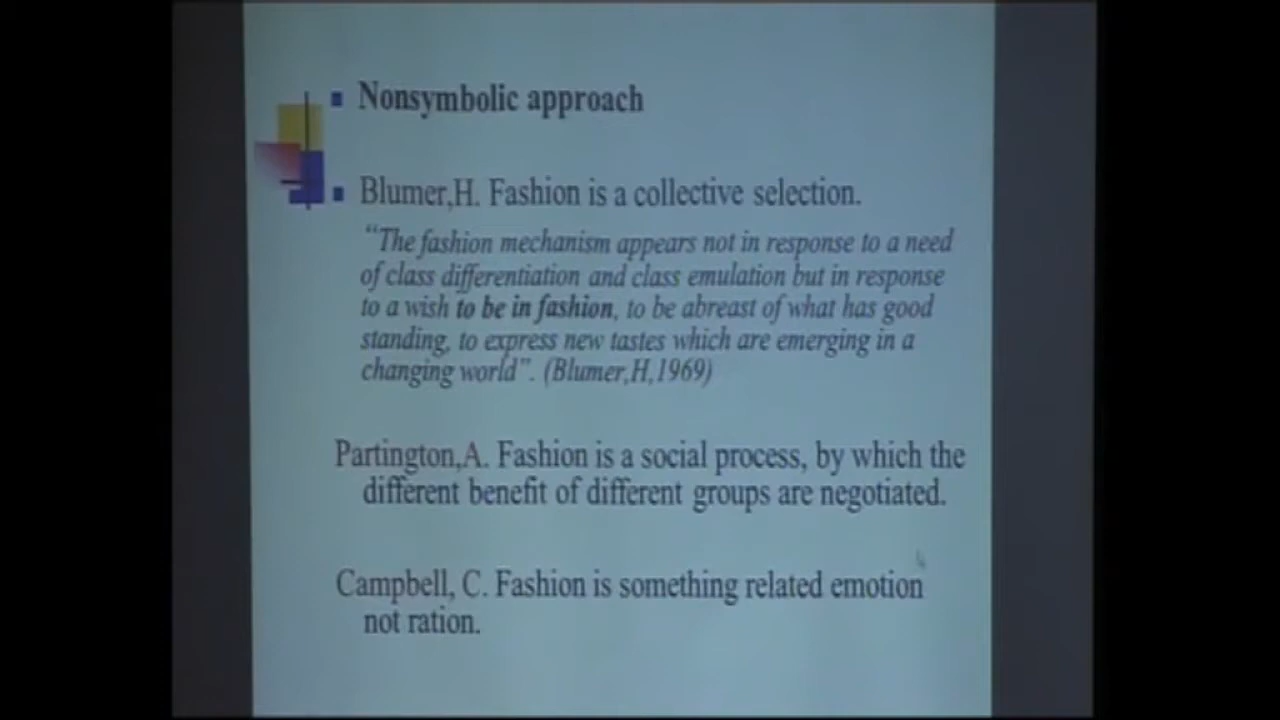 Nonsymbolic approach
Blumer,H. Fashion is a collective selection.
“The fashion mechanism appears not in response to a need
of class differentiation and class emulation but in response
to a wish to be in fashion, to be abreast of what has good
standing, to express new tastes which are emerging in a
changing world”. (Blumer,H,1969)
Partington,A. Fashion is a social process, by which the
different benefit of different groups are negotiated.
Campbell, C. Fashion is something related emotion
not ration.